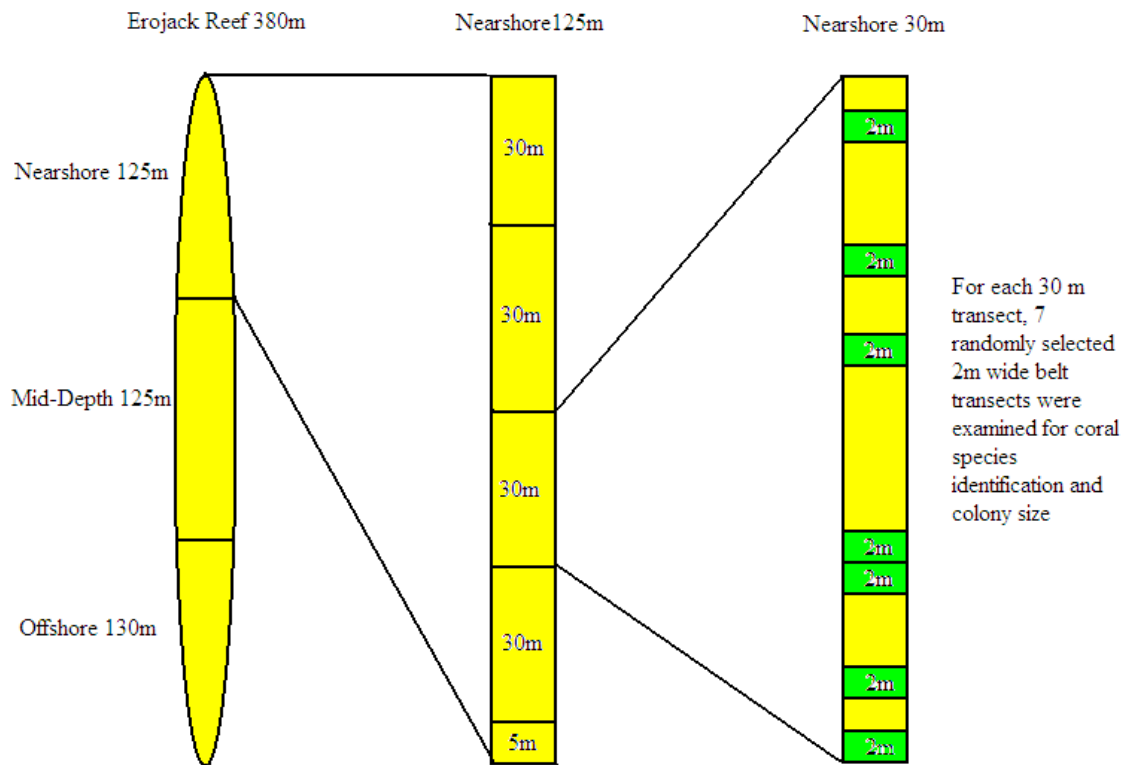 Erojack Reef 380m
Nearshore125m
Nearshore 30m
Nearshore 125m
Mid-Depth 125m
Offshore 130m
30m
30m
30m
30m
5m
2m
2m
2m
2m
2m
2m
2m
For each 30 m
transect, 7
randomly selected
2m wide belt
transects were
examined for coral
species
identification and
colony size